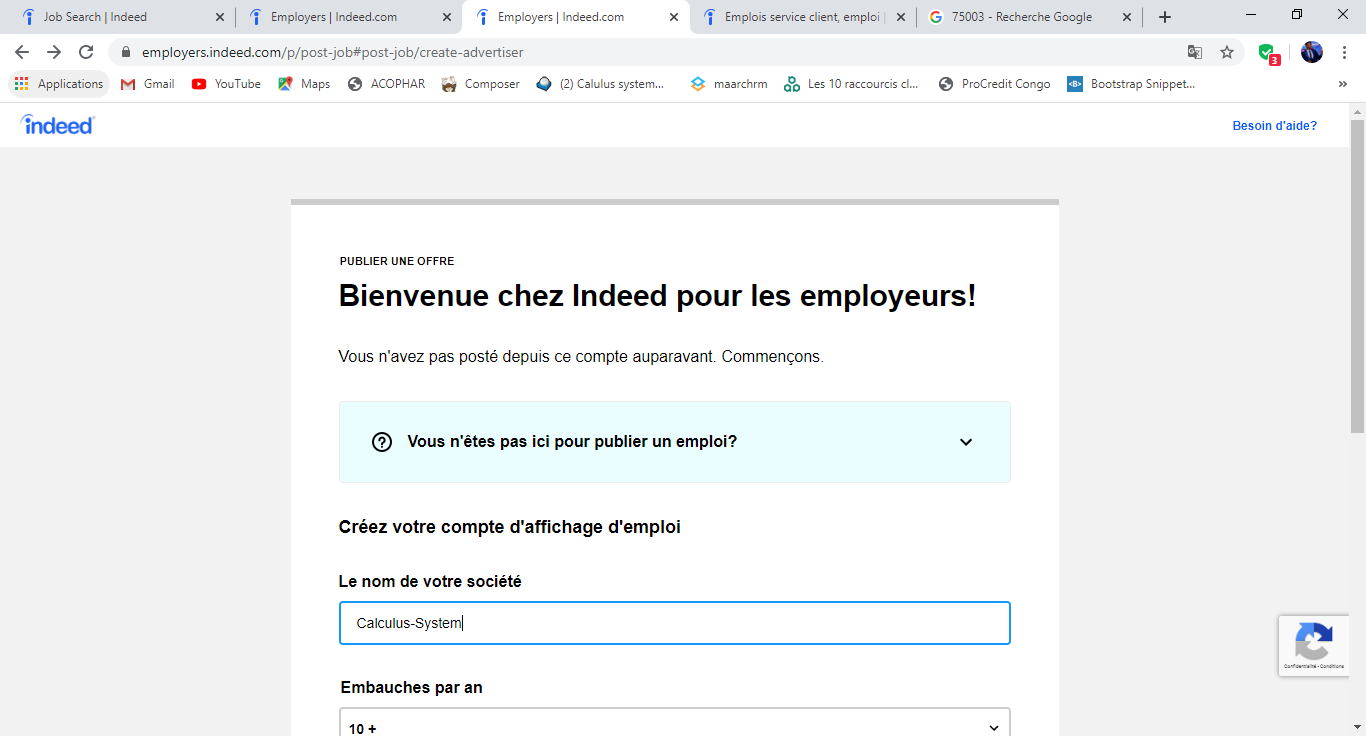 Job Search | Indeed
Employers | Indeed.com
Employers | Indeed.com
Emplois service client, emploi
75003 - Recherche Google
employers.indeed.com/p/post-job#post-job/create-advertiser
3
Applications
Gmail
YouTube
Maps
ACOPHAR
Composer
(2) Calulus system...
maarchrm
Les 10 raccourcis cl...
ProCredit Congo
Bootstrap Snippet...
indeed
Besoin d'aide?
PUBLIER UNE OFFRE
Bienvenue chez Indeed pour les employeurs!
Vous n'avez pas posté depuis ce compte auparavant. Commençons.
Vous n'êtes pas ici pour publier un emploi?
Créez votre compte d'affichage d'emploi
Le nom de votre société
Calculus-System
Confidentialité - Conditions
Embauches par an
10 +